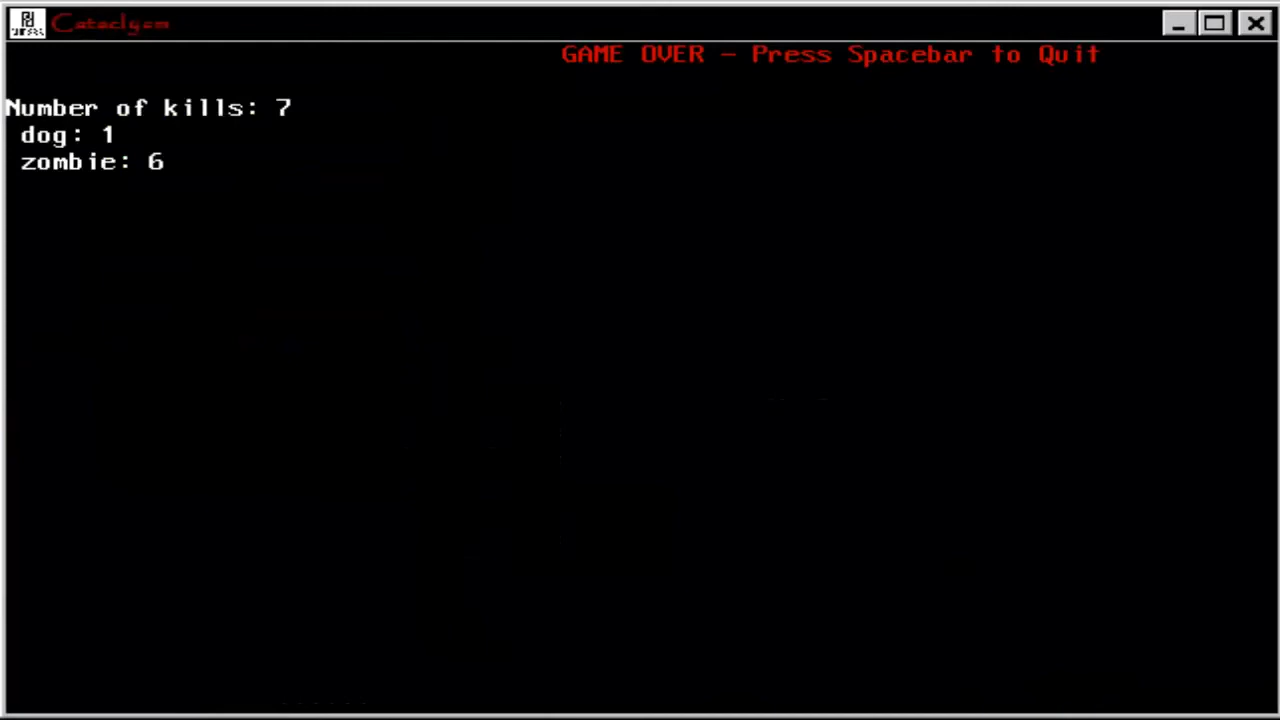 Cataclysm
GAME OVER - Press Spacebar to Quit
Number of kills: 7
dog: 1
zombie: 6